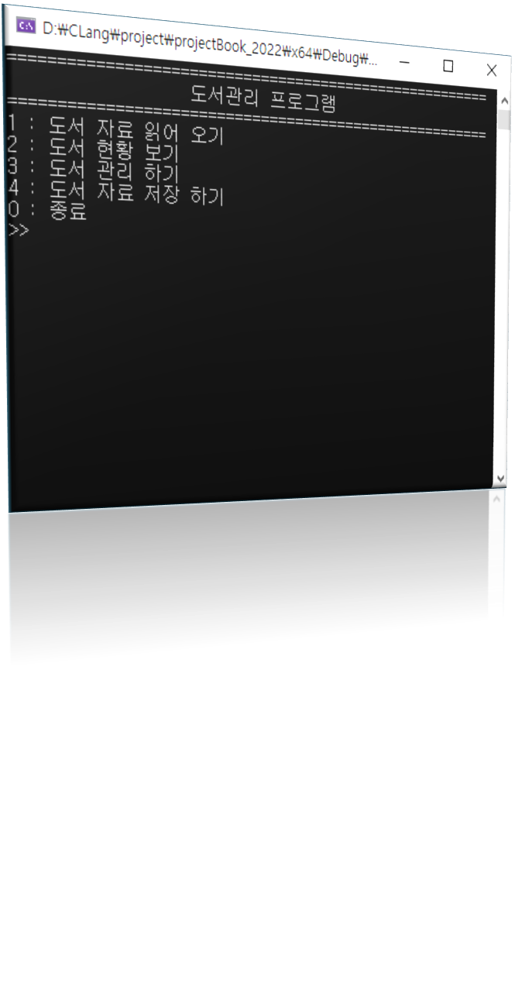 D:₩CLang₩project₩projectBook_2022₩x64₩Debug₩...
================================================================
도서관리 프로그램
================================================================
1 : 도서 자료 읽어 오기
2 : 도서 현황 보기
3 : 도서 관리 하기
4 : 도서 자료 저장 하기
0 : 종료
>>